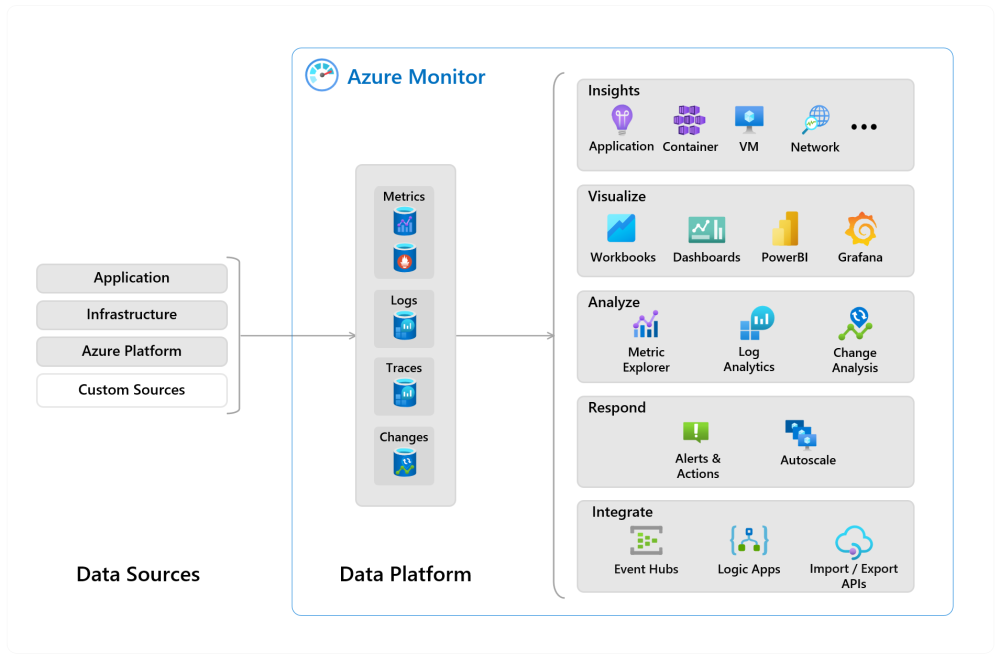 Azure Monitor
Application
Infrastructure
Azure Platform
Custom Sources
Data Sources
Metrics
Logs
Traces
Changes
Data Platform
Insights
Application
Container
VM
Network
Visualize
Workbooks
Dashboards
PowerBI
Grafana
Analyze
Metric
Explorer
Log
Analytics
Change
Analysis
Respond
Alerts &
Actions
Autoscale
Integrate
Event Hubs
Logic Apps
Import / Export
APIs